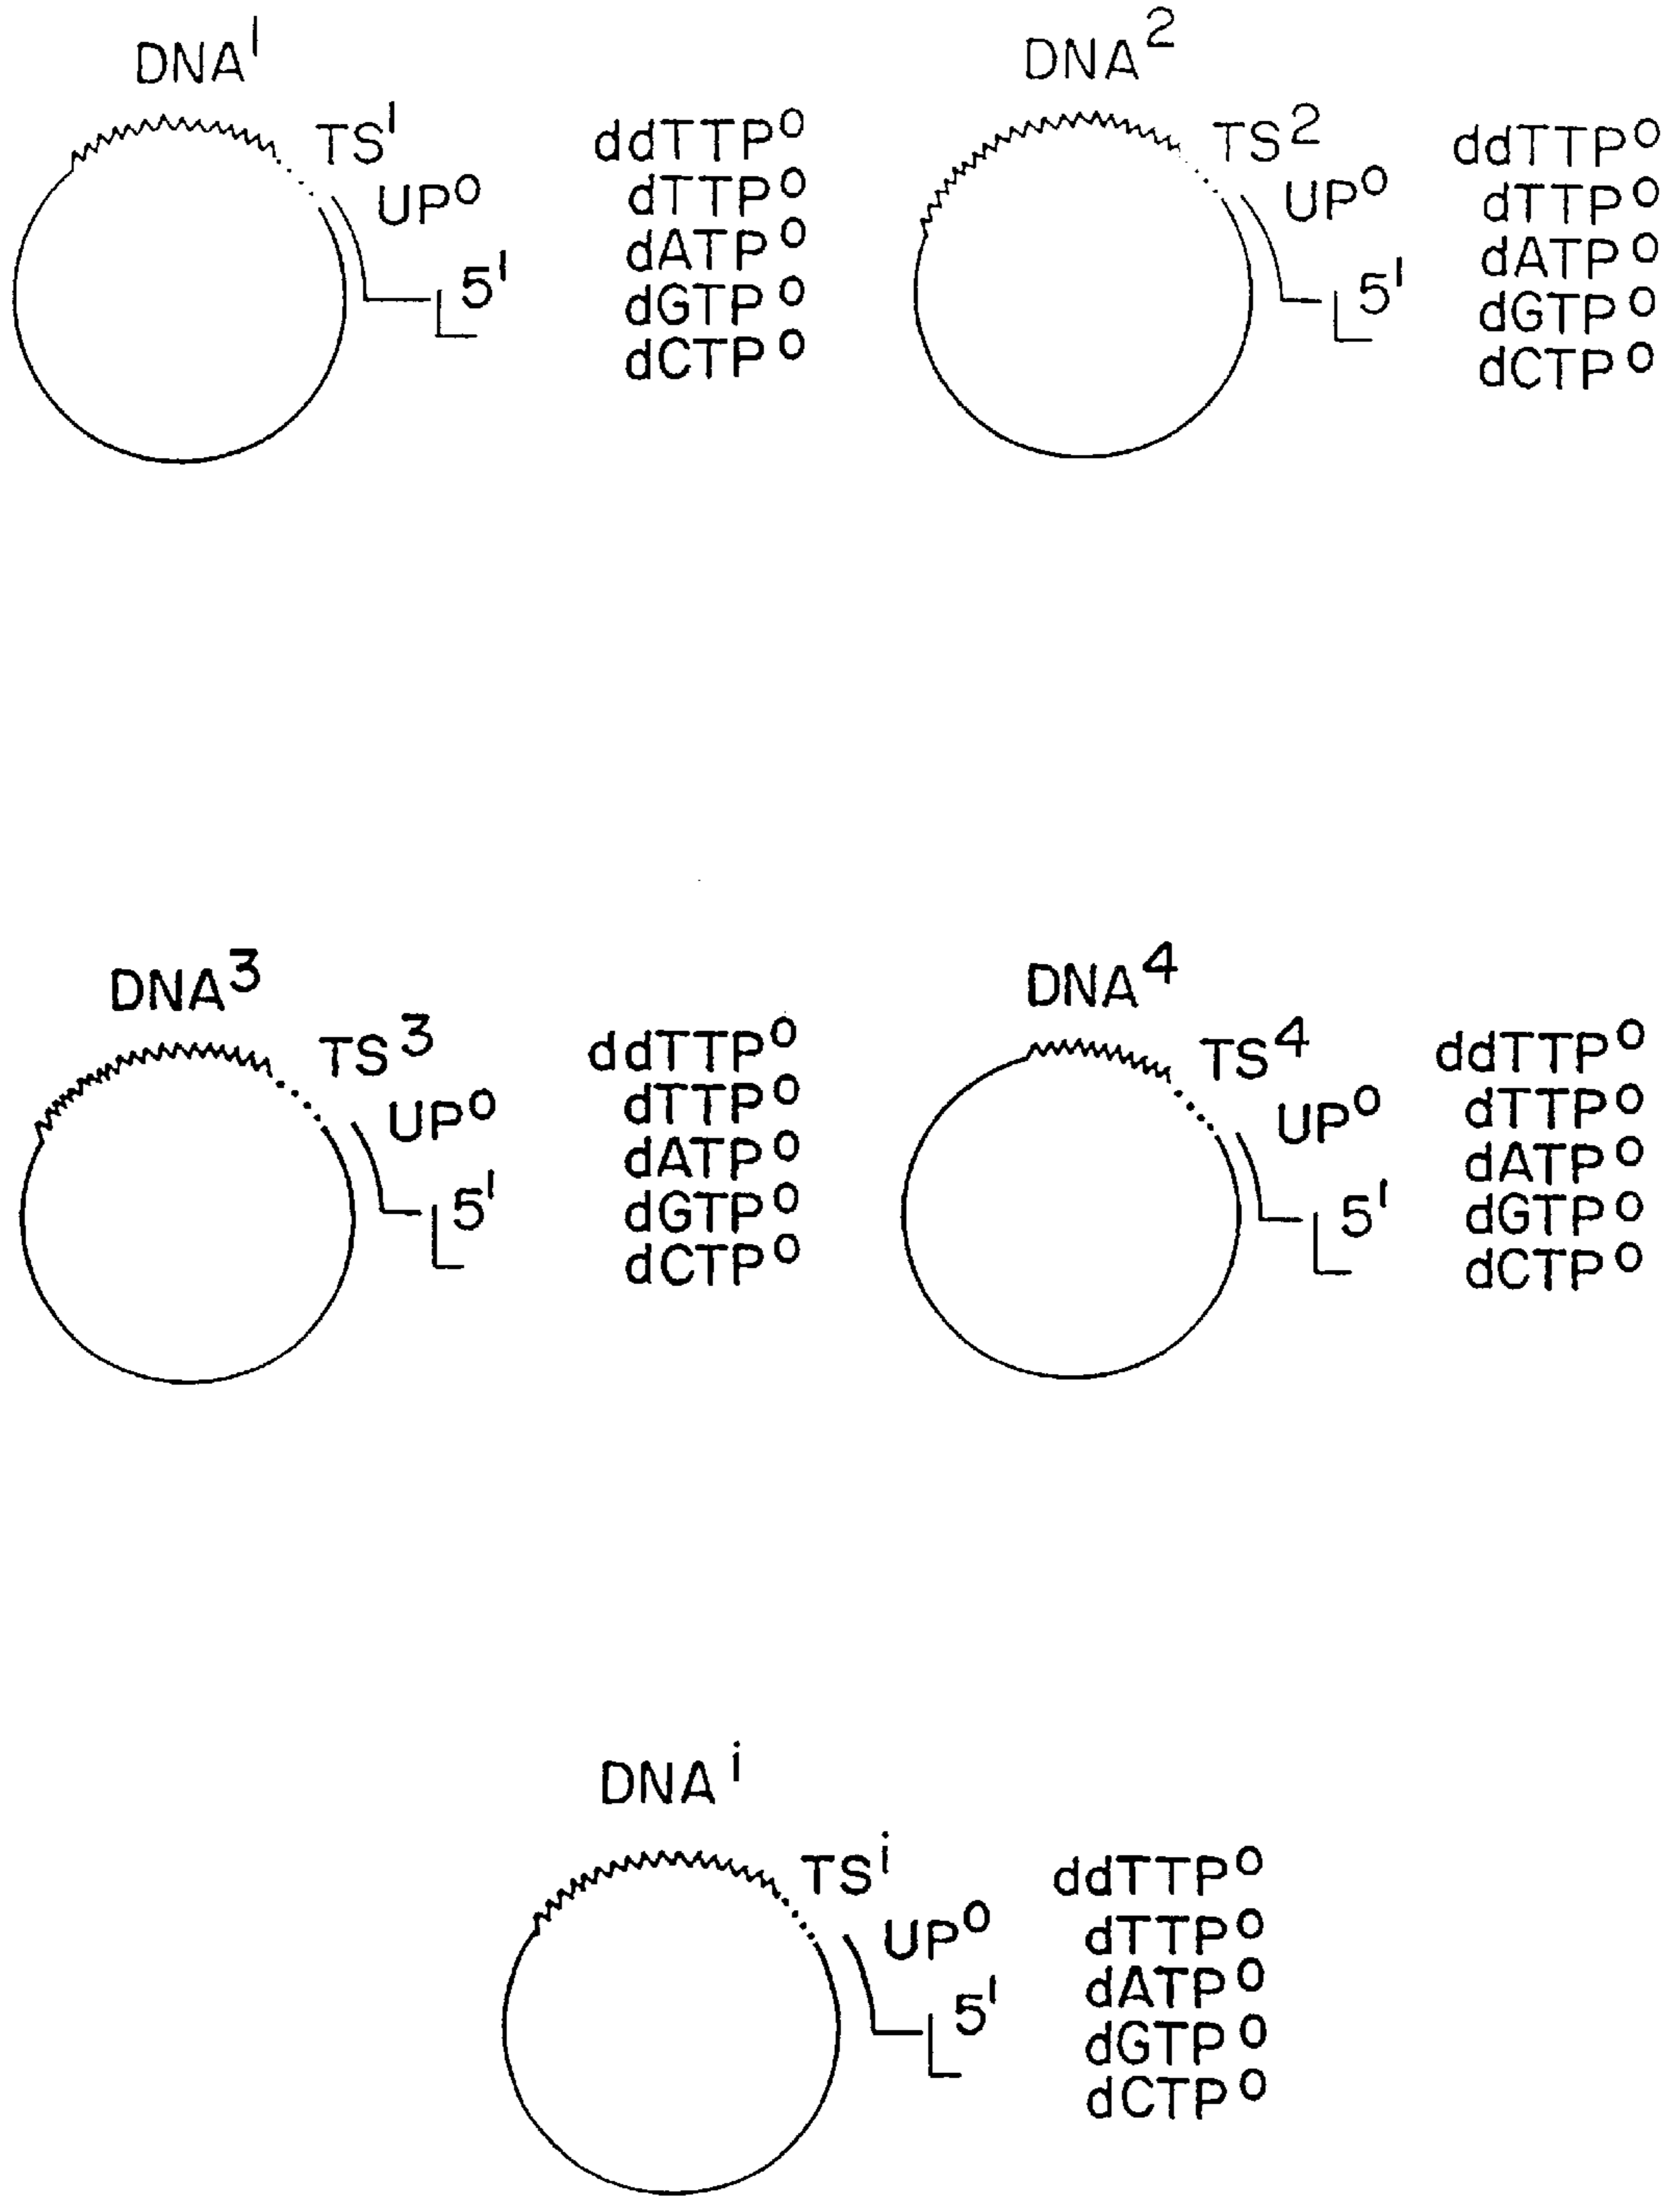 DNA¹
TS¹
UP⁰
5'
ddTTP⁰
dTTP⁰
dATP⁰
dGTP⁰
dCTP⁰
DNA²
TS²
UP⁰
5'
ddTTP⁰
dTTP⁰
dATP⁰
dGTP⁰
dCTP⁰
DNA³
TS³
UP⁰
5'
ddTTP⁰
dTTP⁰
dATP⁰
dGTP⁰
dCTP⁰
DNA⁴
TS⁴
UP⁰
5'
ddTTP⁰
dTTP⁰
dATP⁰
dGTP⁰
dCTP⁰
DNAⁱ
TSⁱ
UP⁰
5'
ddTTP⁰
dTTP⁰
dATP⁰
dGTP⁰
dCTP⁰